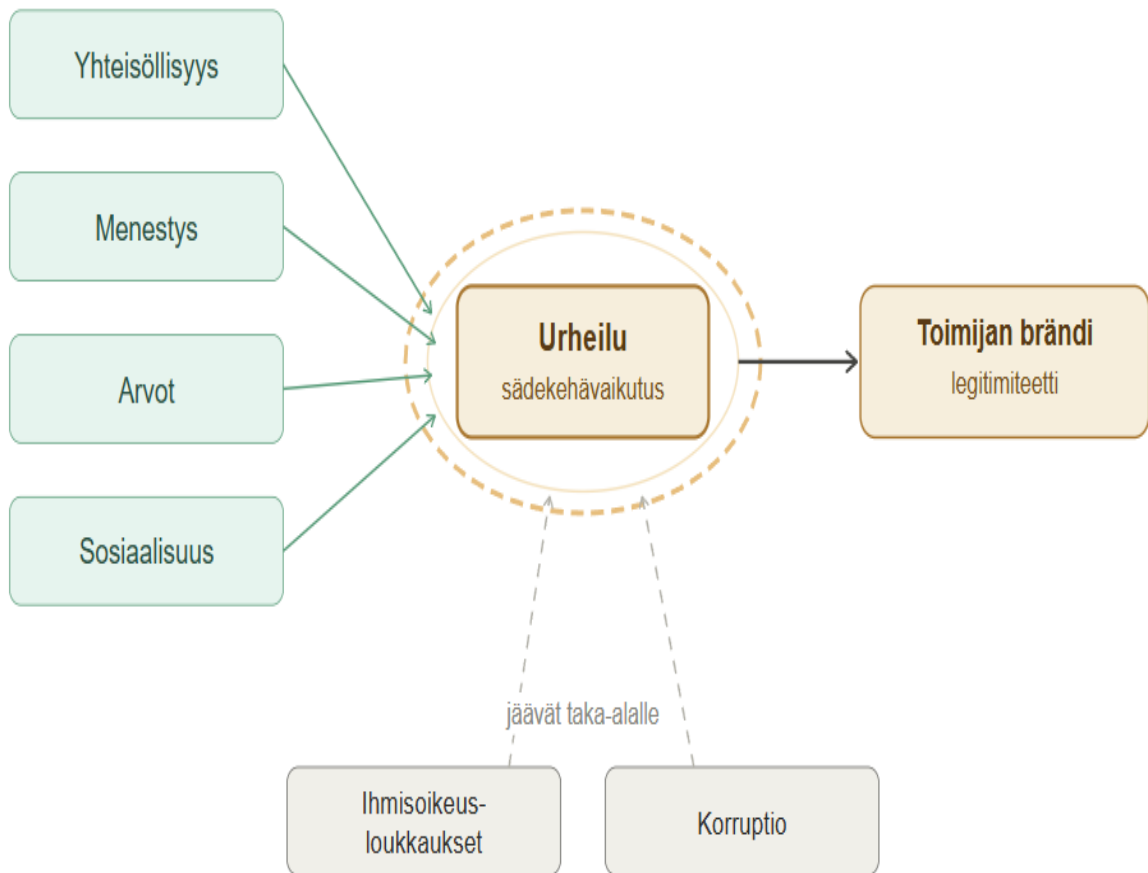 Yhteisöllisyys
Menestys
Arvot
Sosiaalisuus
Urheilu
sädekehävaikutus
Toimijan brändi
legitimiteetti
jäävät taka-alalle
Ihmisoikeus-
loukkaukset
Korruptio